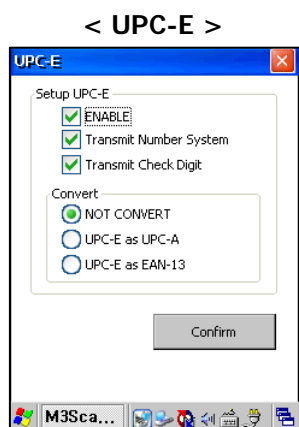 < UPC-E >
UPC-E
Setup UPC-E
ENABLE
Transmit Number System
Transmit Check Digit
Convert
NOT CONVERT
UPC-E as UPC-A
UPC-E as EAN-13
Confirm
M3Sca...